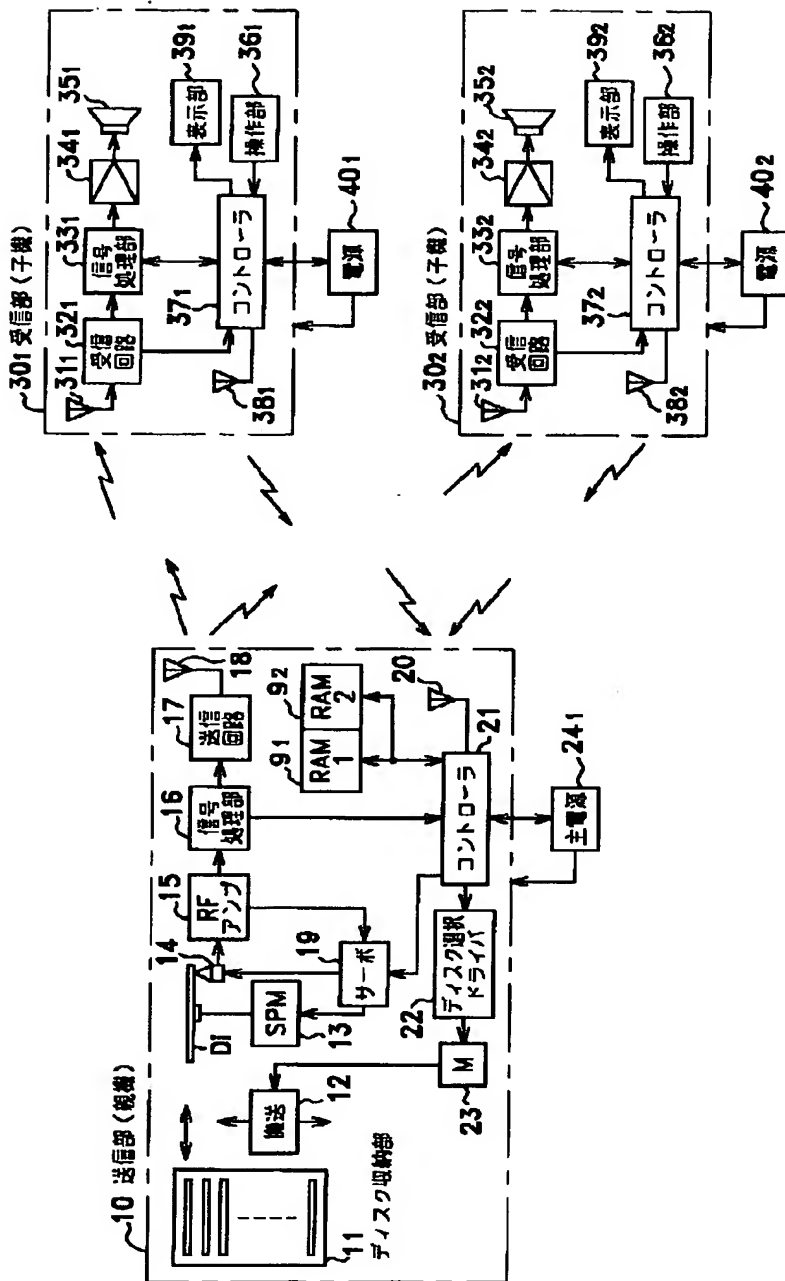 10 送信部(親機)
11
ディスク収納部
搬送
12
M
23
ディスク選択
ドライバ
22
DI
14
SPM
13
サーボ
19
RF
アンプ
15
信号
処理部
16
送信
回路
17
18
RAM
1
91
RAM
2
92
20
コントローラ
21
主電源
241
301 受信部(子機)
311
受信
回路
321
信号
処理部
331
341
351
表示部
391
操作部
361
コントローラ
371
381
電源
401
302 受信部(子機)
312
受信
回路
322
信号
処理部
332
342
352
表示部
392
操作部
362
コントローラ
372
382
電源
402